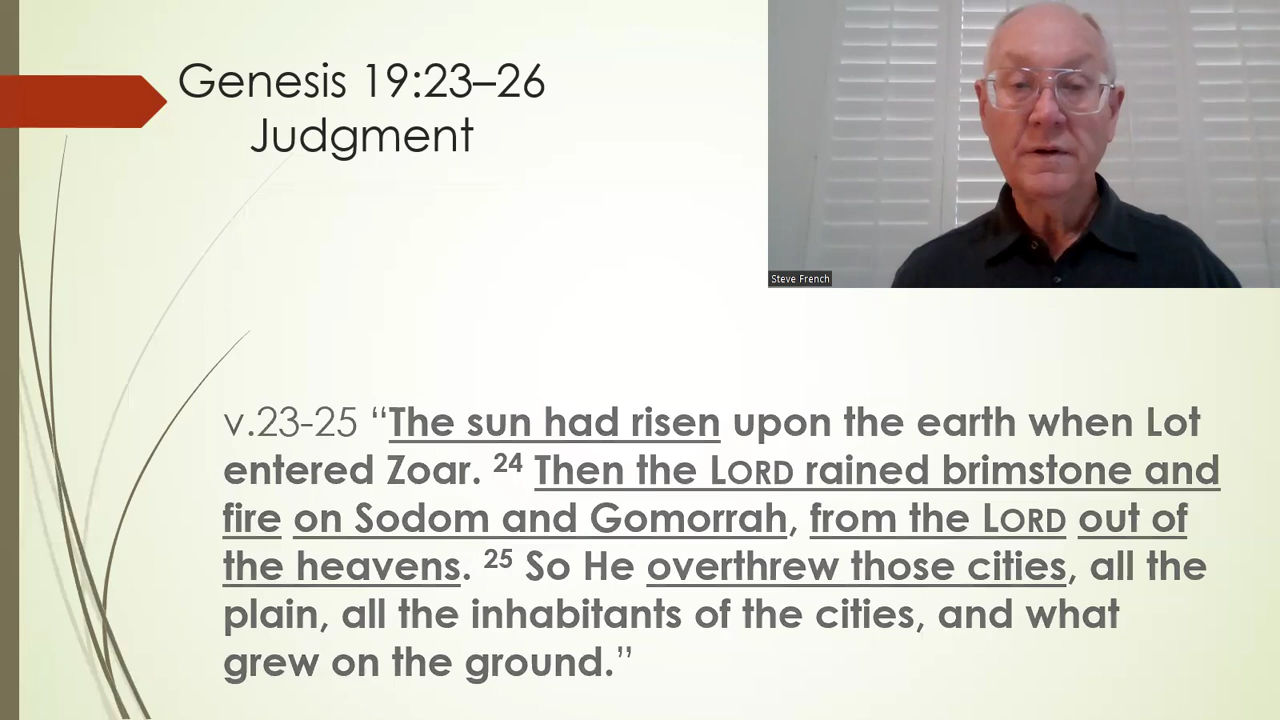 Genesis 19:23–26
Judgment
Steve French
v.23-25 “The sun had risen upon the earth when Lot
entered Zoar. 24 Then the LORD rained brimstone and
fire on Sodom and Gomorrah, from the LORD out of
the heavens. 25 So He overthrew those cities, all the
plain, all the inhabitants of the cities, and what
grew on the ground.”